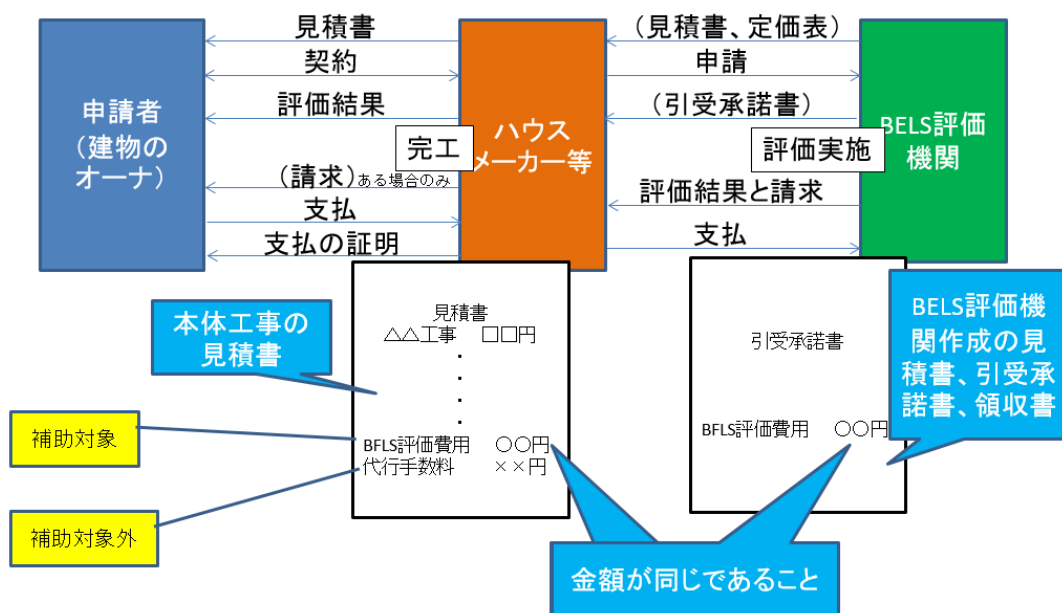 申請者
(建物の
オーナ)
見積書
契約
評価結果
完工
(請求)ある場合のみ
支払
支払の証明
ハウス
メーカー等
(見積書、定価表)
申請
(引受承諾書)
評価実施
評価結果と請求
支払
BELS評価
機関
本体工事の
見積書
見積書
△△工事 □□円
・
・
・
・
BFLS評価費用 ○○円
代行手数料 ××円
補助対象
補助対象外
引受承諾書
BFLS評価費用 ○○円
BELS評価機
関作成の見
積書、引受承
諾書、領収書
金額が同じであること